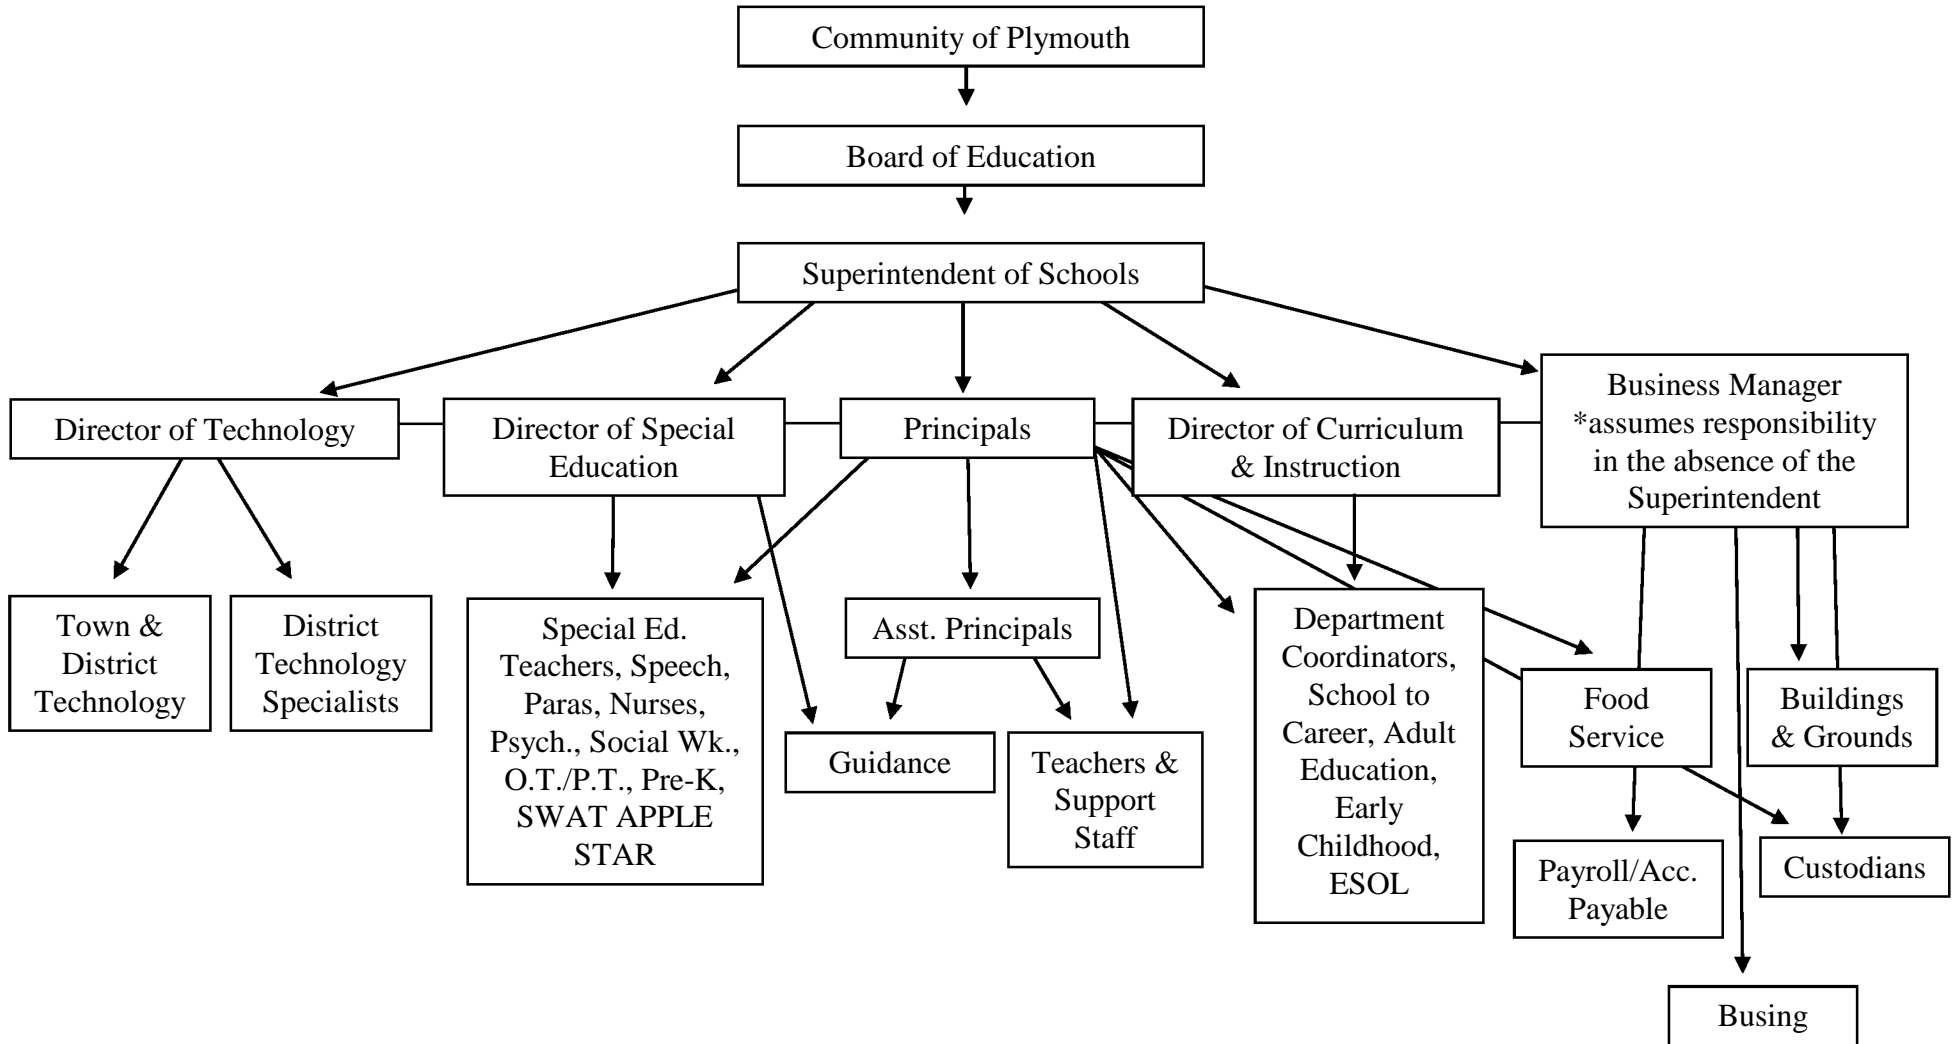 Community of Plymouth
Board of Education
Superintendent of Schools
Director of Technology
Director of Special
Education
Principals
Director of Curriculum
& Instruction
Business Manager
*assumes responsibility
in the absence of the
Superintendent
Town &
District
Technology
District
Technology
Specialists
Special Ed.
Teachers, Speech,
Paras, Nurses,
Psych., Social Wk.,
O.T./P.T., Pre-K,
SWAT APPLE
STAR
Asst. Principals
Guidance
Teachers &
Support
Staff
Department
Coordinators,
School to
Career, Adult
Education,
Early
Childhood,
ESOL
Food
Service
Buildings
& Grounds
Payroll/Acc.
Payable
Custodians
Busing